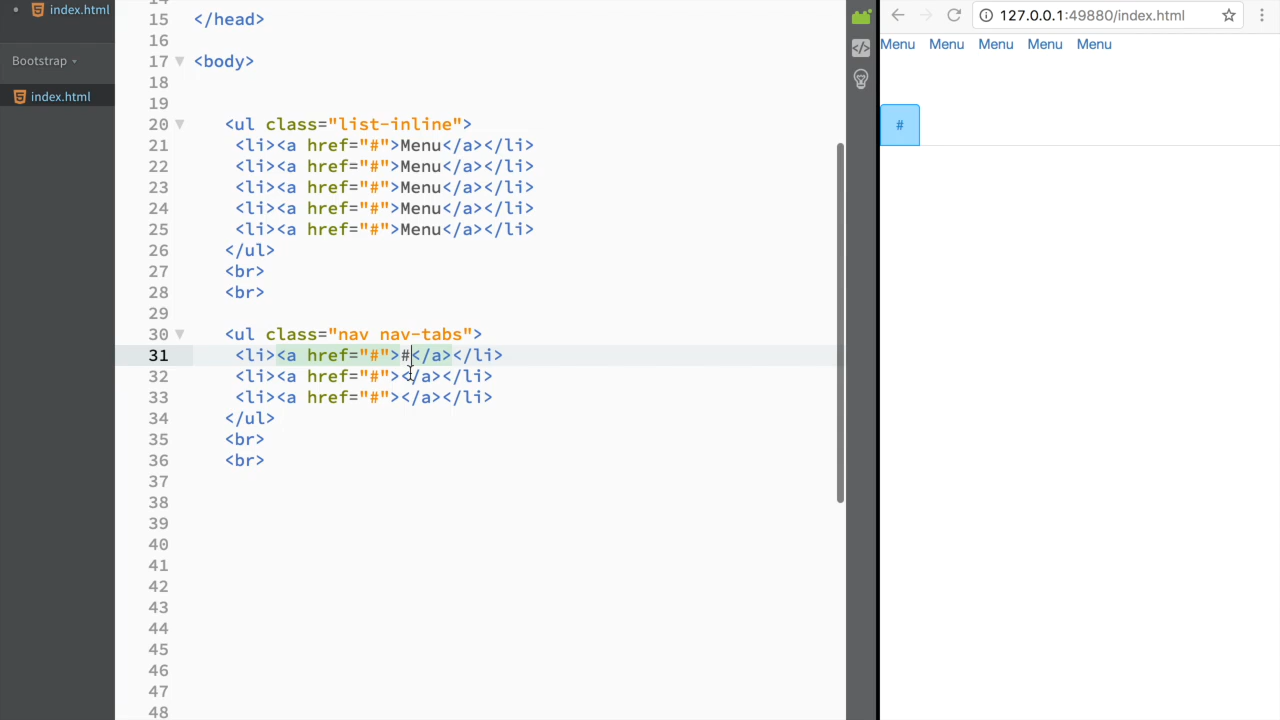 index.html
Bootstrap
index.html
14
15 </head>
16
17 <body>
18
19
20 <ul class="list-inline">
21 <li><a href="#">Menu</a></li>
22 <li><a href="#">Menu</a></li>
23 <li><a href="#">Menu</a></li>
24 <li><a href="#">Menu</a></li>
25 <li><a href="#">Menu</a></li>
26 </ul>
27 <br>
28 <br>
29
30 <ul class="nav nav-tabs">
31 <li><a href="#">#</a></li>
32 <li><a href="#"></a></li>
33 <li><a href="#"></a></li>
34 </ul>
35 <br>
36 <br>
37
38
39
40
41
42
43
44
45
46
47
48
127.0.0.1:49880/index.html
Menu Menu Menu Menu Menu
#